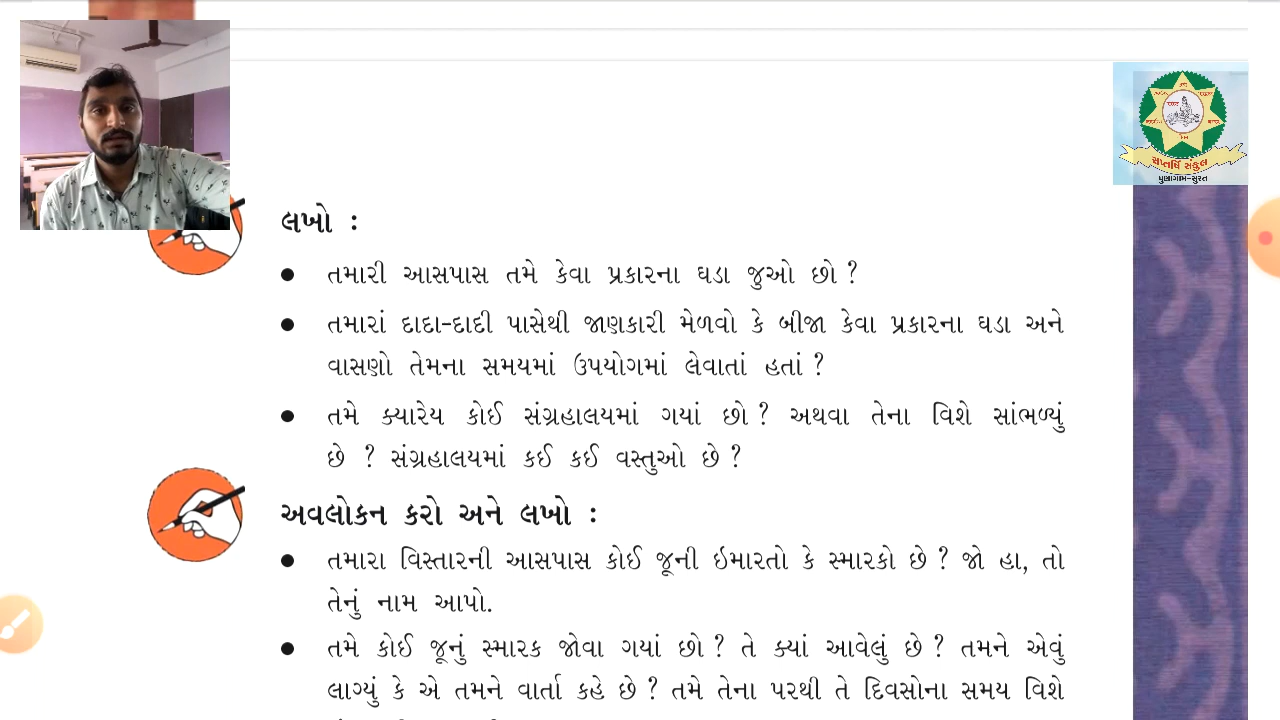 સપ્તર્ષિ સંકુલ
પુણાગામ-સુરત
લખો :
તમારી આસપાસ તમે કેવા પ્રકારના ઘડા જુઓ છો ?
તમારાં દાદા-દાદી પાસેથી જાણકારી મેળવો કે બીજા કેવા પ્રકારના ઘડા અને
વાસણો તેમના સમયમાં ઉપયોગમાં લેવાતાં હતાં ?
તમે ક્યારેય કોઈ સંગ્રહાલયમાં ગયાં છો ? અથવા તેના વિશે સાંભળ્યું
છે ? સંગ્રહાલયમાં કઈ કઈ વસ્તુઓ છે ?
અવલોકન કરો અને લખો :
તમારા વિસ્તારની આસપાસ કોઈ જૂની ઇમારતો કે સ્મારકો છે ? જો હા, તો
તેનું નામ આપો.
તમે કોઈ જૂનું સ્મારક જોવા ગયાં છો ? તે ક્યાં આવેલું છે ? તમને એવું
લાગ્યું કે એ તમને વાર્તા કહે છે ? તમે તેના પરથી તે દિવસોના સમય વિશે